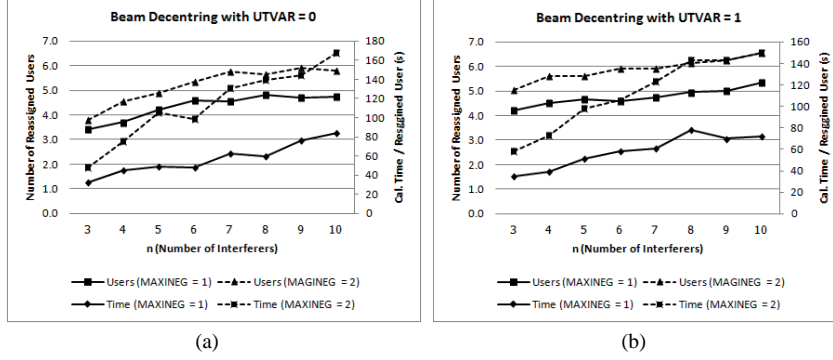 Beam Decentring with UTVAR = 0
Number of Reassigned Users
7.0
6.0
5.0
4.0
3.0
2.0
1.0
0.0
180
160
140
120
100
80
60
40
20
0
Cal. Time / Resggined User (s)
3 4 5 6 7 8 9 10
n (Number of Interferers)
Users (MAXINEG = 1) Users (MAGINEG = 2)
Time (MAXINEG = 1) Time (MAXINEG = 2)
(a)
Beam Decentring with UTVAR = 1
Number of Reassigned Users
7.0
6.0
5.0
4.0
3.0
2.0
1.0
0.0
160
140
120
100
80
60
40
20
0
Cal. Time / Resggined User (s)
3 4 5 6 7 8 9 10
n (Number of Interferers)
Users (MAXINEG = 1) Users (MAGINEG = 2)
Time (MAXINEG = 1) Time (MAXINEG = 2)
(b)